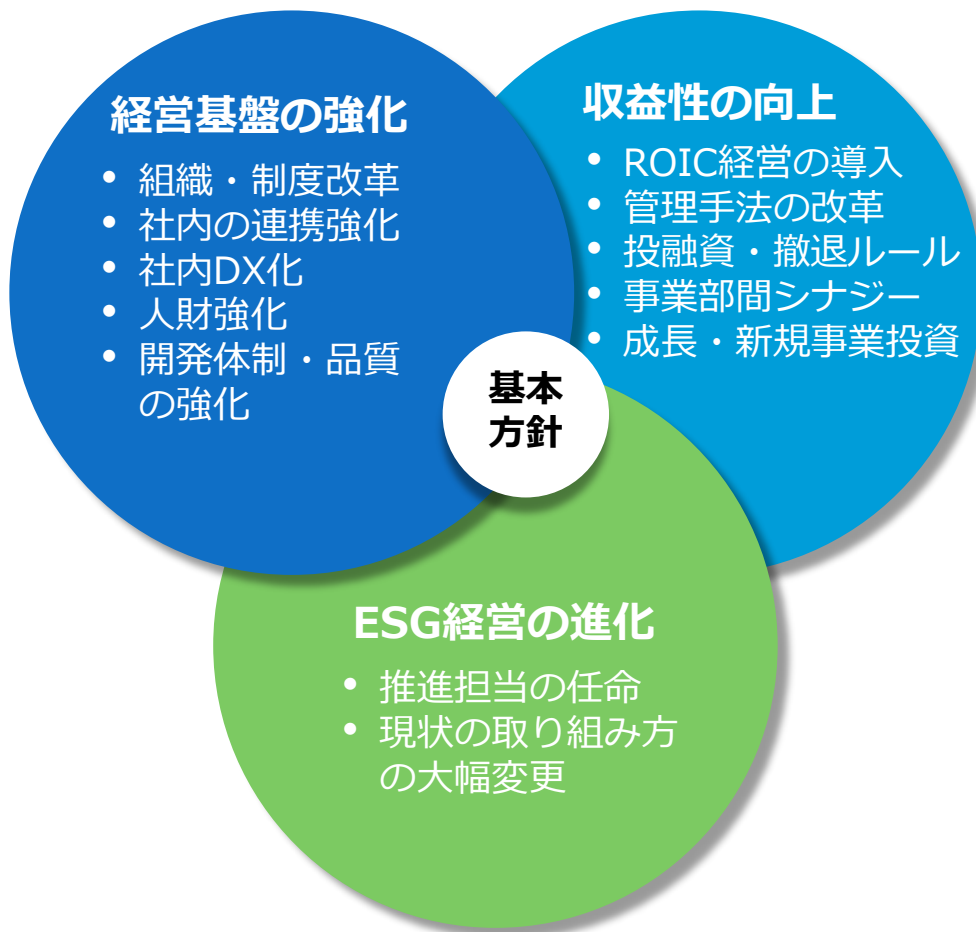 経営基盤の強化
• 組織・制度改革
• 社内の連携強化
• 社内DX化
• 人財強化
• 開発体制・品質
の強化
収益性の向上
• ROIC経営の導入
• 管理手法の改革
• 投融資・撤退ルール
• 事業部間シナジー
• 成長・新規事業投資
基本
方針
ESG経営の進化
• 推進担当の任命
• 現状の取り組み方
の大幅変更